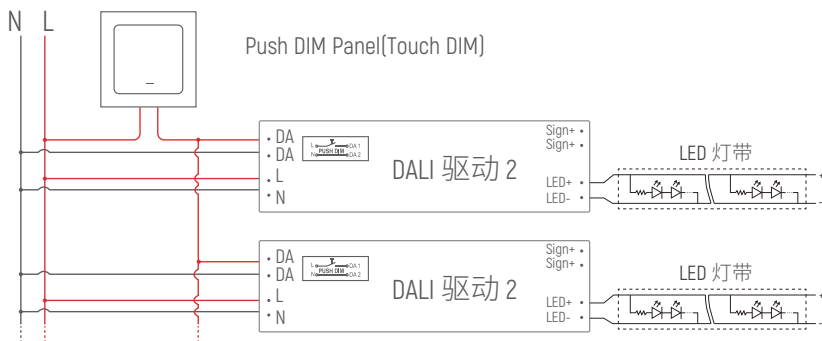 N L
Push DIM Panel(Touch DIM)
DA
DA
L
N
L DA 1
PUSH DIM
N DA 2
DALI 驱动 2
Sign+
Sign+
LED+
LED-
LED 灯带
+
-
DA
DA
L
N
L DA 1
PUSH DIM
N DA 2
DALI 驱动 2
Sign+
Sign+
LED+
LED-
LED 灯带
+
-